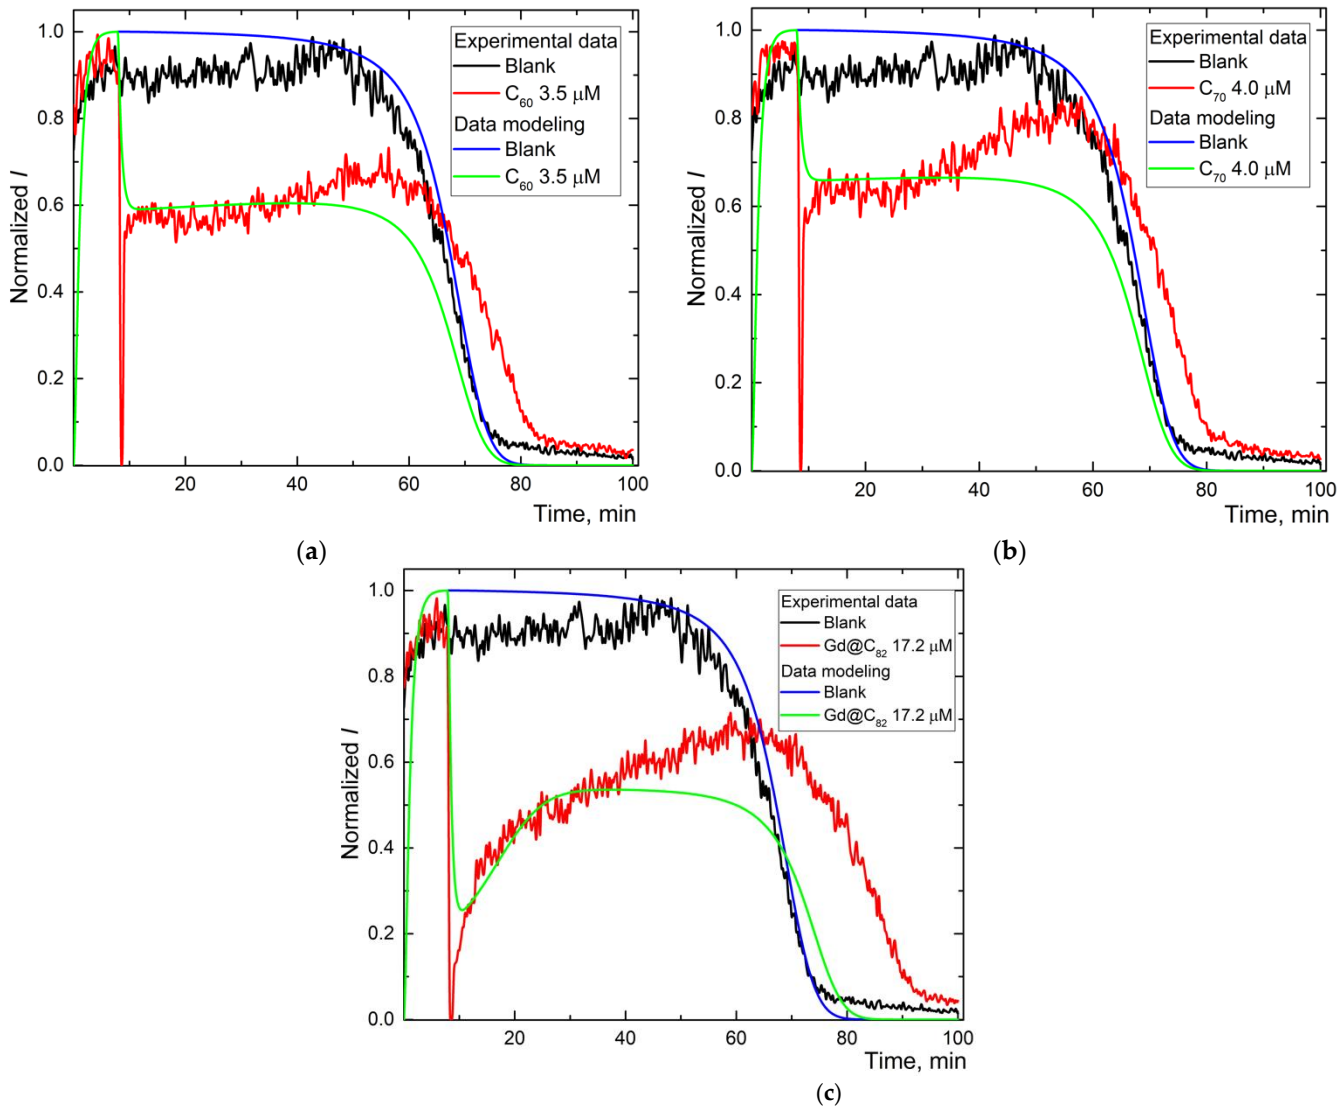 1.0
0.8
0.6
0.4
0.2
0.0
Normalized I
20 40 60 80 100
Time, min
Experimental data
Blank
C₆₀ 3.5 μM
Data modeling
Blank
C₆₀ 3.5 μM
(a)
1.0
0.8
0.6
0.4
0.2
0.0
Normalized I
20 40 60 80 100
Time, min
Experimental data
Blank
C₇₀ 4.0 μM
Data modeling
Blank
C₇₀ 4.0 μM
(b)
1.0
0.8
0.6
0.4
0.2
0.0
Normalized I
20 40 60 80 100
Time, min
Experimental data
Blank
Gd@C₈₂ 17.2 μM
Data modeling
Blank
Gd@C₈₂ 17.2 μM
(c)